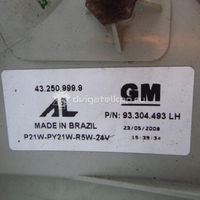 43.250.999.9
GM
AL
P/N: 93.304.493 LH
MADE IN BRAZIL
23/05/2008
P21W-PY21W-R5W-24V
15:39:34